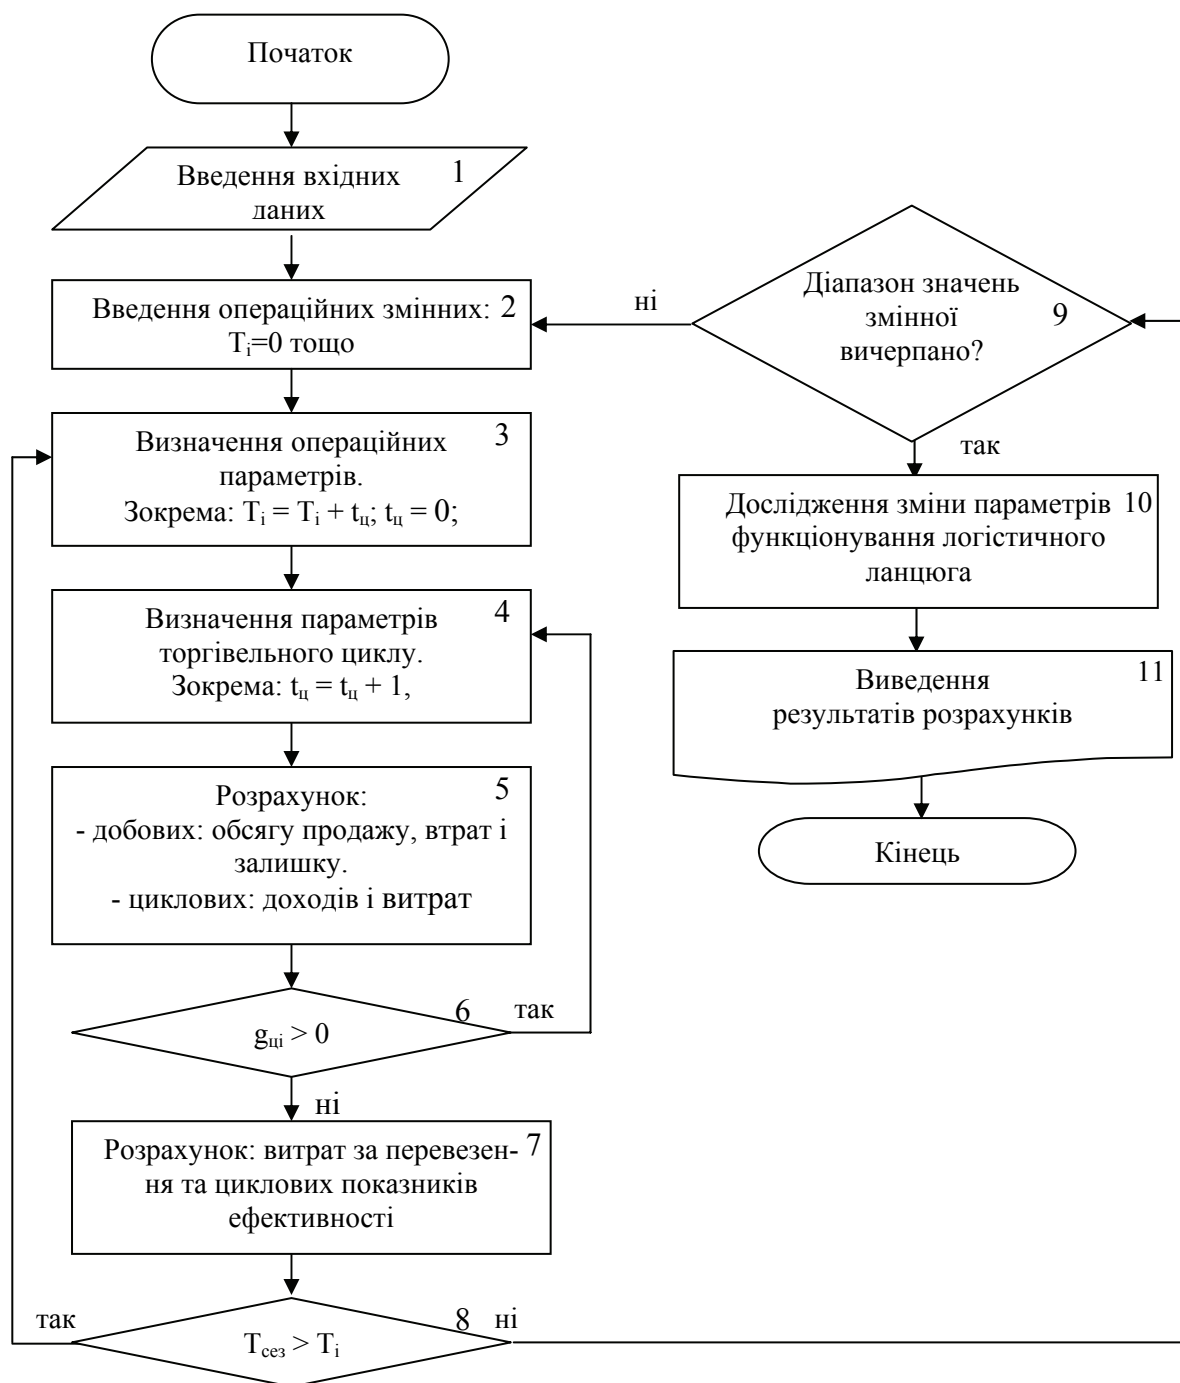 Початок
Введення вхідних 1
даних
Введення операційних змінних: 2
Tᵢ=0 тощо
Визначення операційних 3
параметрів.
Зокрема: Tᵢ = Tᵢ + tц; tц = 0;
Визначення параметрів 4
торгівельного циклу.
Зокрема: tц = tц + 1,
Розрахунок: 5
- добових: обсягу продажу, втрат і
залишку.
- циклових: доходів і витрат
6 так
gці > 0
ні
Розрахунок: витрат за перевезен- 7
ня та циклових показників
ефективності
так 8 ні
Tсез > Ti
Діапазон значень
ні змінної 9
вичерпано?
так
Дослідження зміни параметрів 10
функціонування логістичного
ланцюга
Виведення 11
результатів розрахунків
Кінець